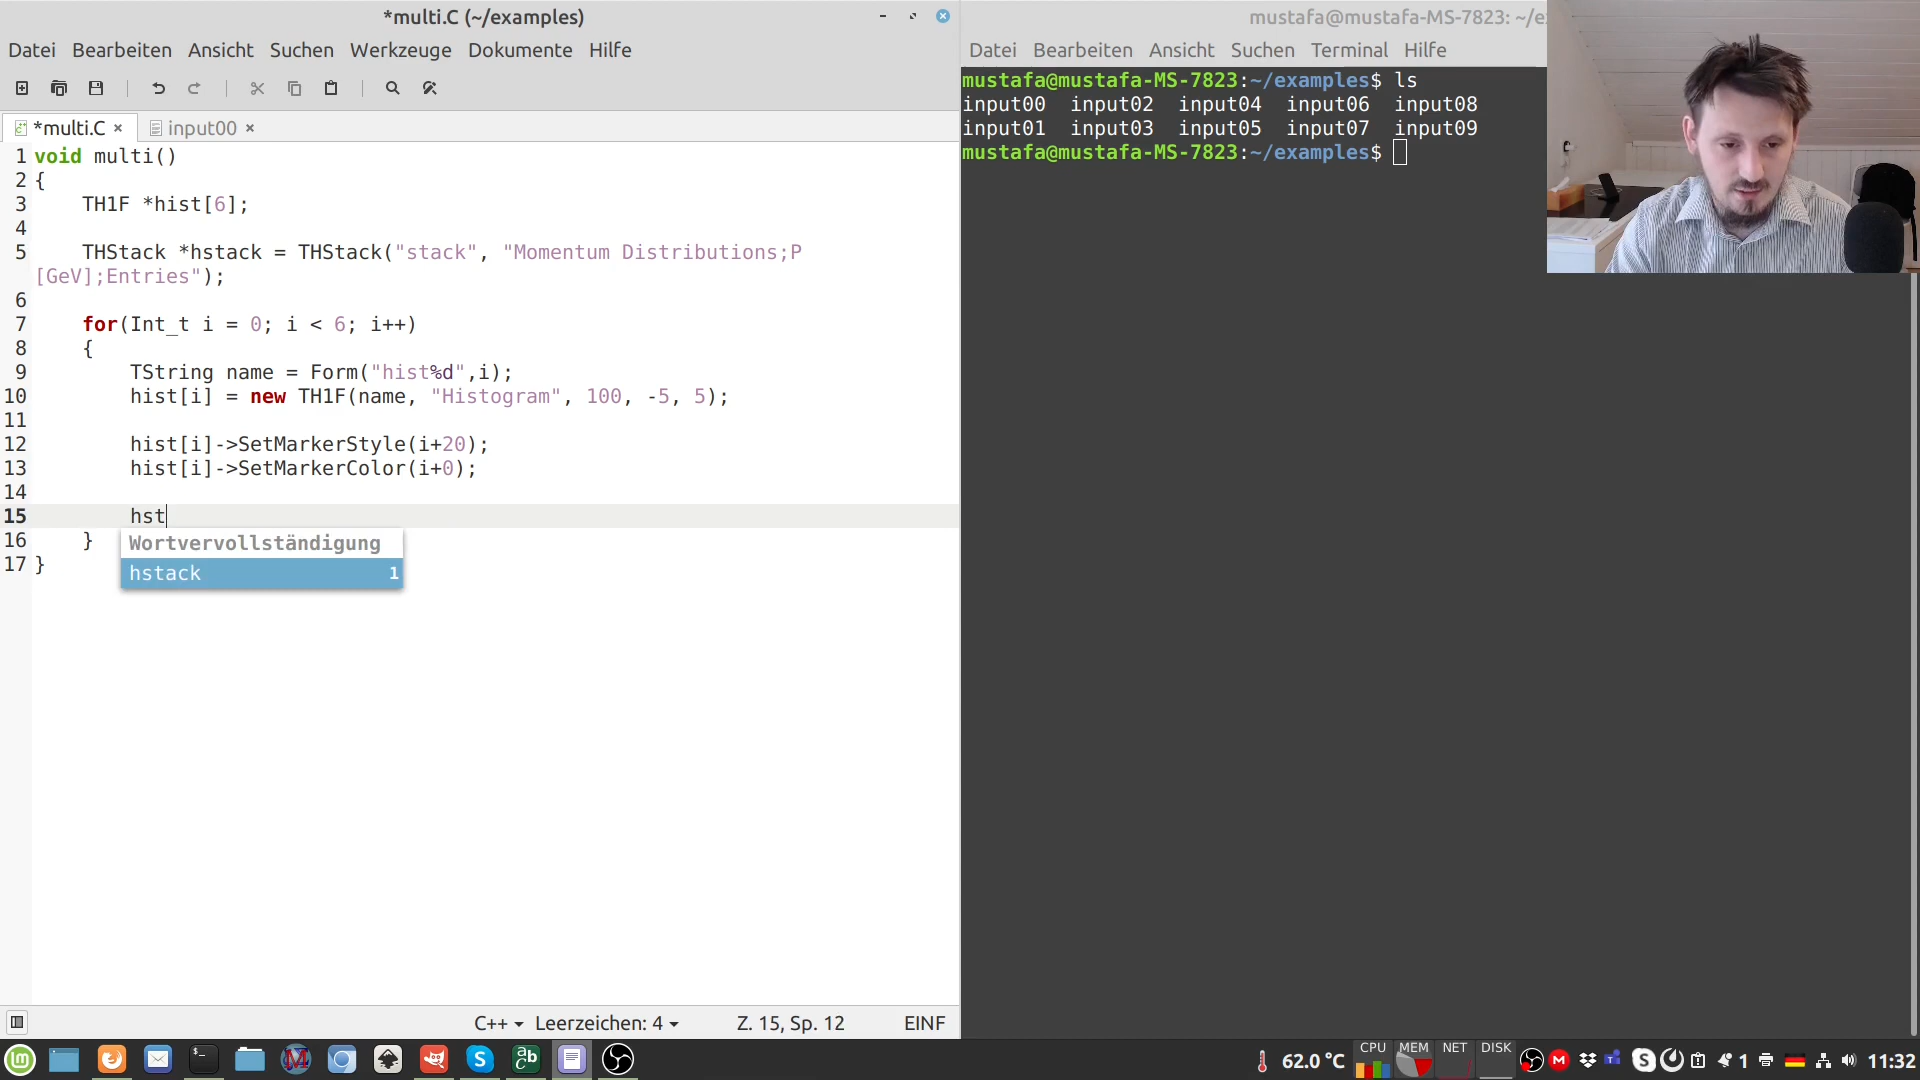 *multi.C (~/examples)
Datei Bearbeiten Ansicht Suchen Werkzeuge Dokumente Hilfe
*multi.C × input00 ×
1 void multi()
2 {
3     TH1F *hist[6];
4
5     THStack *hstack = THStack("stack", "Momentum Distributions;P
[GeV];Entries");
6
7     for(Int_t i = 0; i < 6; i++)
8     {
9         TString name = Form("hist%d",i);
10         hist[i] = new TH1F(name, "Histogram", 100, -5, 5);
11
12         hist[i]->SetMarkerStyle(i+20);
13         hist[i]->SetMarkerColor(i+0);
14
15         hst
16     }
17 }
Wortvervollständigung
hstack 1
C++ Leerzeichen: 4 Z. 15, Sp. 12 EINF
mustafa@mustafa-MS-7823: ~/e
Datei Bearbeiten Ansicht Suchen Terminal Hilfe
mustafa@mustafa-MS-7823:~/examples$ ls
input00 input02 input04 input06 input08
input01 input03 input05 input07 input09
mustafa@mustafa-MS-7823:~/examples$
62.0 °C CPU MEM NET DISK 1 11:32